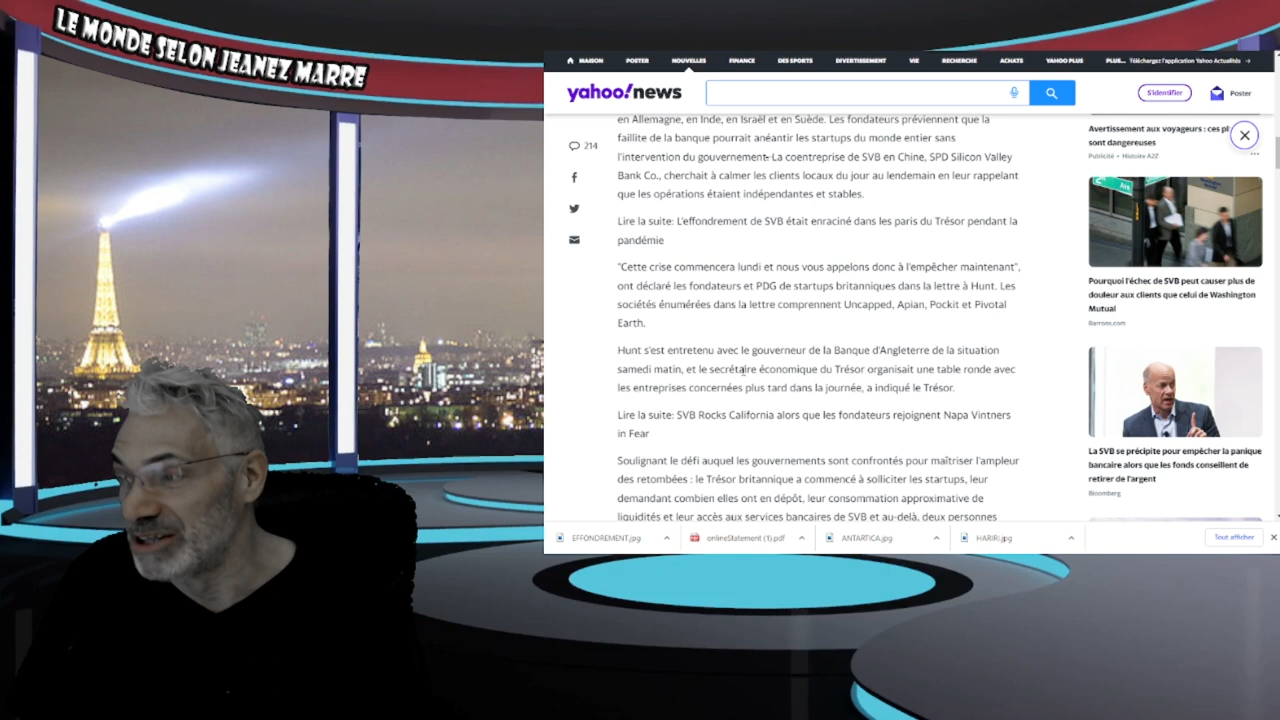 LE MONDE SELON JEANEZ MARRE
MAISON POSTER NOUVELLES FINANCE DES SPORTS DIVERTISSEMENT VIE RECHERCHE ACHATS YAHOO PLUS PLUS... Téléchargez l'application Yahoo Actualités →
yahoo!news
S'identifier
Poster
214
en Allemagne, en Inde, en Israël et en Suède. Les fondateurs préviennent que la
faillite de la banque pourrait anéantir les startups du monde entier sans
l'intervention du gouvernement. La coentreprise de SVB en Chine, SPD Silicon Valley
Bank Co., cherchait à calmer les clients locaux du jour au lendemain en leur rappelant
que les opérations étaient indépendantes et stables.
Lire la suite: L'effondrement de SVB était enraciné dans les paris du Trésor pendant la
pandémie
"Cette crise commencera lundi et nous vous appelons donc à l'empêcher maintenant",
ont déclaré les fondateurs et PDG de startups britanniques dans la lettre à Hunt. Les
sociétés énumérées dans la lettre comprennent Uncapped, Apian, Pockit et Pivotal
Earth.
Hunt s'est entretenu avec le gouverneur de la Banque d'Angleterre de la situation
samedi matin, et le secrétaire économique du Trésor organisait une table ronde avec
les entreprises concernées plus tard dans la journée, a indiqué le Trésor.
Lire la suite: SVB Rocks California alors que les fondateurs rejoignent Napa Vintners
in Fear
Soulignant le défi auquel les gouvernements sont confrontés pour maîtriser l'ampleur
des retombées : le Trésor britannique a commencé à solliciter les startups, leur
demandant combien elles ont en dépôt, leur consommation approximative de
liquidités et leur accès aux services bancaires de SVB et au-delà, deux personnes
Avertissement aux voyageurs : ces pl
sont dangereuses
Publicité • Histoire A2Z
Ave
Pourquoi l'échec de SVB peut causer plus de
douleur aux clients que celui de Washington
Mutual
Barrons.com
La SVB se précipite pour empêcher la panique
bancaire alors que les fonds conseillent de
retirer de l'argent
Bloomberg
EFFONDREMENT.jpg
onlineStatement (1).pdf
ANTARTICA.jpg
HARIRI.jpg
Tout afficher